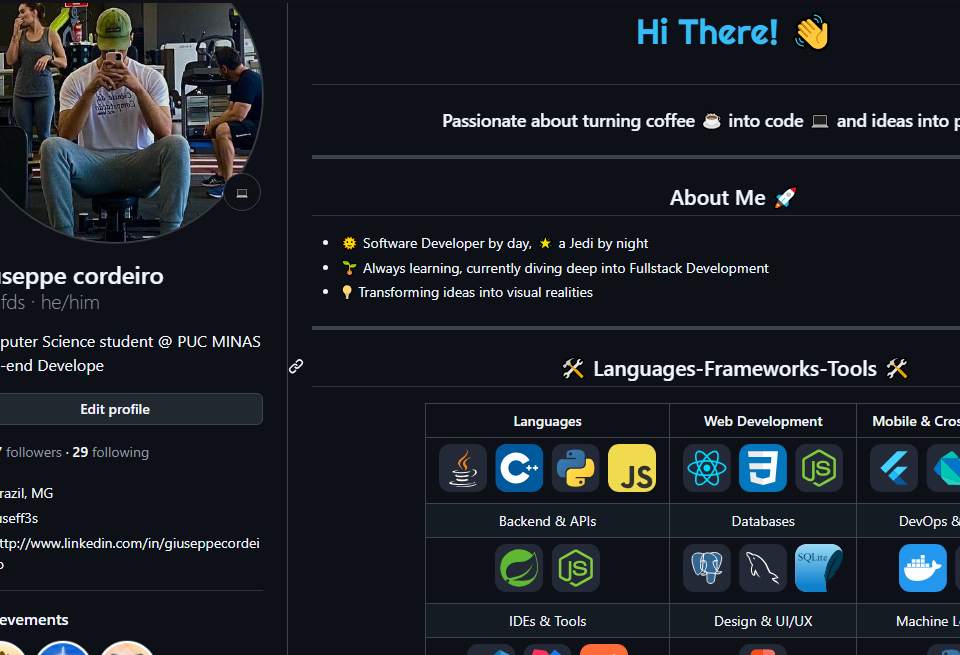 Hi There! 👋
Passionate about turning coffee ☕ into code 💻 and ideas into
About Me 🚀
🌞 Software Developer by day, ⭐ a Jedi by night
🌱 Always learning, currently diving deep into Fullstack Development
💡 Transforming ideas into visual realities
🛠 Languages-Frameworks-Tools 🛠
Languages
Web Development
Mobile & Cros
C++
JS
JS
Backend & APIs
Databases
DevOps &
JS
SQLite
IDEs & Tools
Design & UI/UX
Machine L
useppe cordeiro
fds · he/him
puter Science student @ PUC MINAS
-end Develope
Edit profile
followers · 29 following
razil, MG
useff3s
ttp://www.linkedin.com/in/giuseppecordei
o
evements